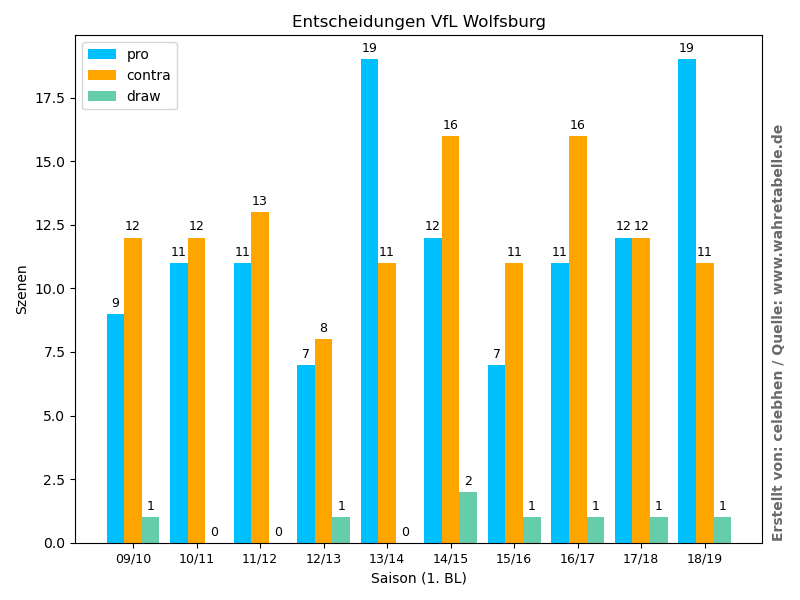 Entscheidungen VfL Wolfsburg
pro
contra
draw
Szenen
17.5
15.0
12.5
10.0
7.5
5.0
2.5
0.0
9 12 1
11 12 0
11 13 0
7 8 1
19 11 0
12 16 2
7 11 1
11 16 1
12 12 1
19 11 1
09/10 10/11 11/12 12/13 13/14 14/15 15/16 16/17 17/18 18/19
Saison (1. BL)
Erstellt von: celebhen / Quelle: www.wahretabelle.de